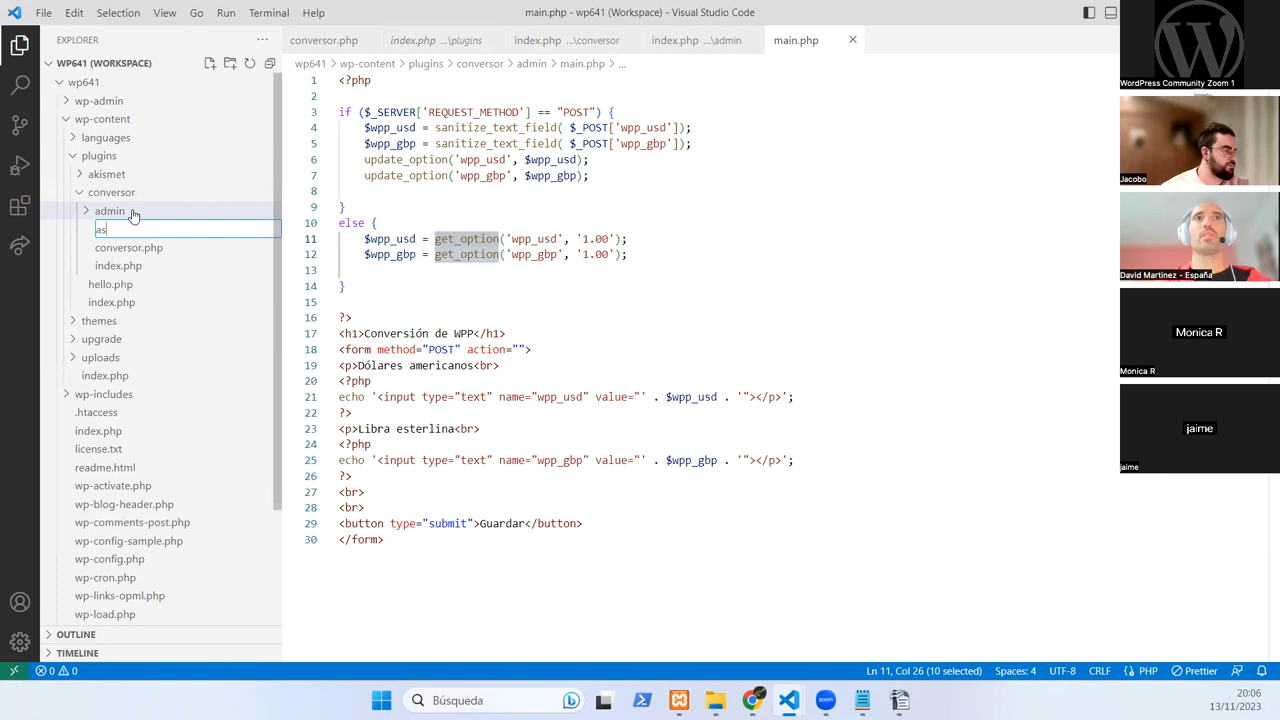 File Edit Selection View Go Run Terminal Help
main.php (Workspace) - Visual Studio Code
EXPLORER
WP641 (WORKSPACE)
wp641
wp-admin
wp-content
languages
plugins
akismet
conversor
admin
as
conversor.php
index.php
hello.php
index.php
themes
upgrade
uploads
index.php
wp-includes
.htaccess
index.php
license.txt
readme.html
wp-activate.php
wp-blog-header.php
wp-comments-post.php
wp-config-sample.php
wp-config.php
wp-cron.php
wp-links-opml.php
wp-load.php
OUTLINE
TIMELINE
conversor.php index.php ...\plugins index.php ...\conversor index.php ...\admin main.php
wp641 > wp-content > plugins > conversor > admin > main.php > ...
1 <?php
2
3 if ($_SERVER['REQUEST_METHOD'] == "POST") {
4 $wpp_usd = sanitize_text_field( $_POST['wpp_usd']);
5 $wpp_gbp = sanitize_text_field( $_POST['wpp_gbp']);
6 update_option('wpp_usd', $wpp_usd);
7 update_option('wpp_gbp', $wpp_gbp);
8
9 }
10 else {
11 $wpp_usd = get_option('wpp_usd', '1.00');
12 $wpp_gbp = get_option('wpp_gbp', '1.00');
13
14 }
15
16 ?>
17 <h1>Conversión de WPP</h1>
18 <form method="POST" action="">
19 <p>Dólares americanos<br>
20 <?php
21 echo '<input type="text" name="wpp_usd" value="' . $wpp_usd . '"></p>';
22 ?>
23 <p>Libra esterlina<br>
24 <?php
25 echo '<input type="text" name="wpp_gbp" value="' . $wpp_gbp . '"></p>';
26 ?>
27 <br>
28 <br>
29 <button type="submit">Guardar</button>
30 </form>
WordPress Community Zoom 1
Jacobo
David Martínez - España
Monica R
Monica R
jaime
jaime
0 0
Ln 11, Col 26 (10 selected) Spaces: 4 UTF-8 CRLF PHP Prettier
Búsqueda
zoom
20:06
13/11/2023